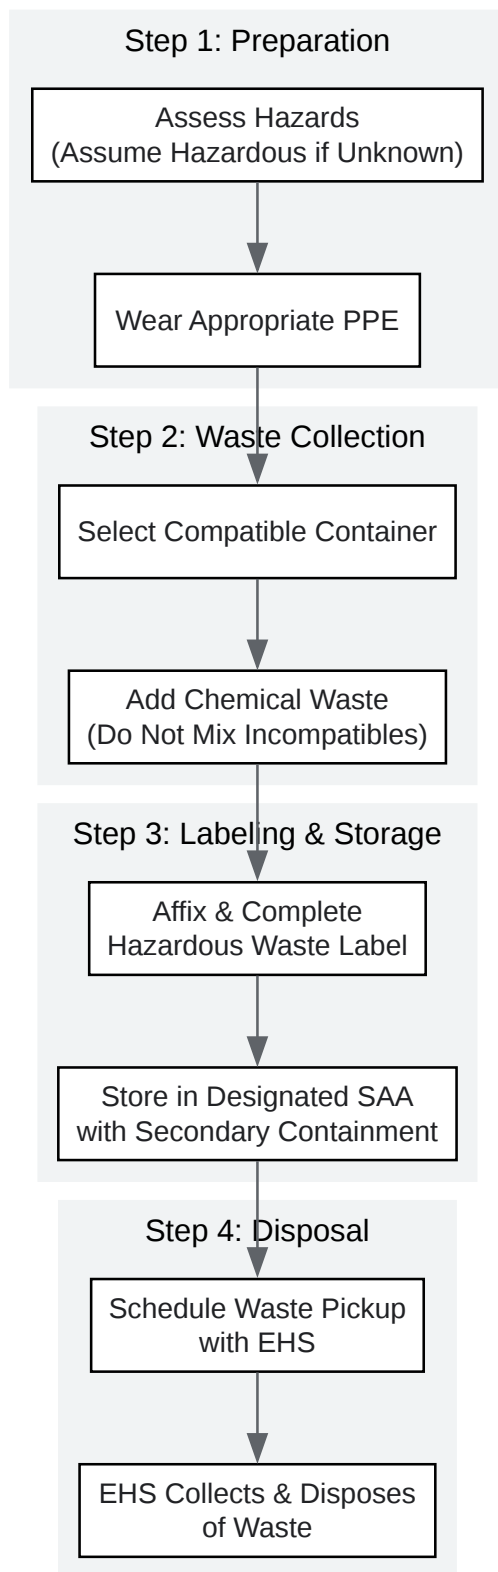 Step 1: Preparation
Assess Hazards
(Assume Hazardous if Unknown)
Wear Appropriate PPE
Step 2: Waste Collection
Select Compatible Container
Add Chemical Waste
(Do Not Mix Incompatibles)
Step 3: Labeling & Storage
Affix & Complete
Hazardous Waste Label
Store in Designated SAA
with Secondary Containment
Step 4: Disposal
Schedule Waste Pickup
with EHS
EHS Collects & Disposes
of Waste